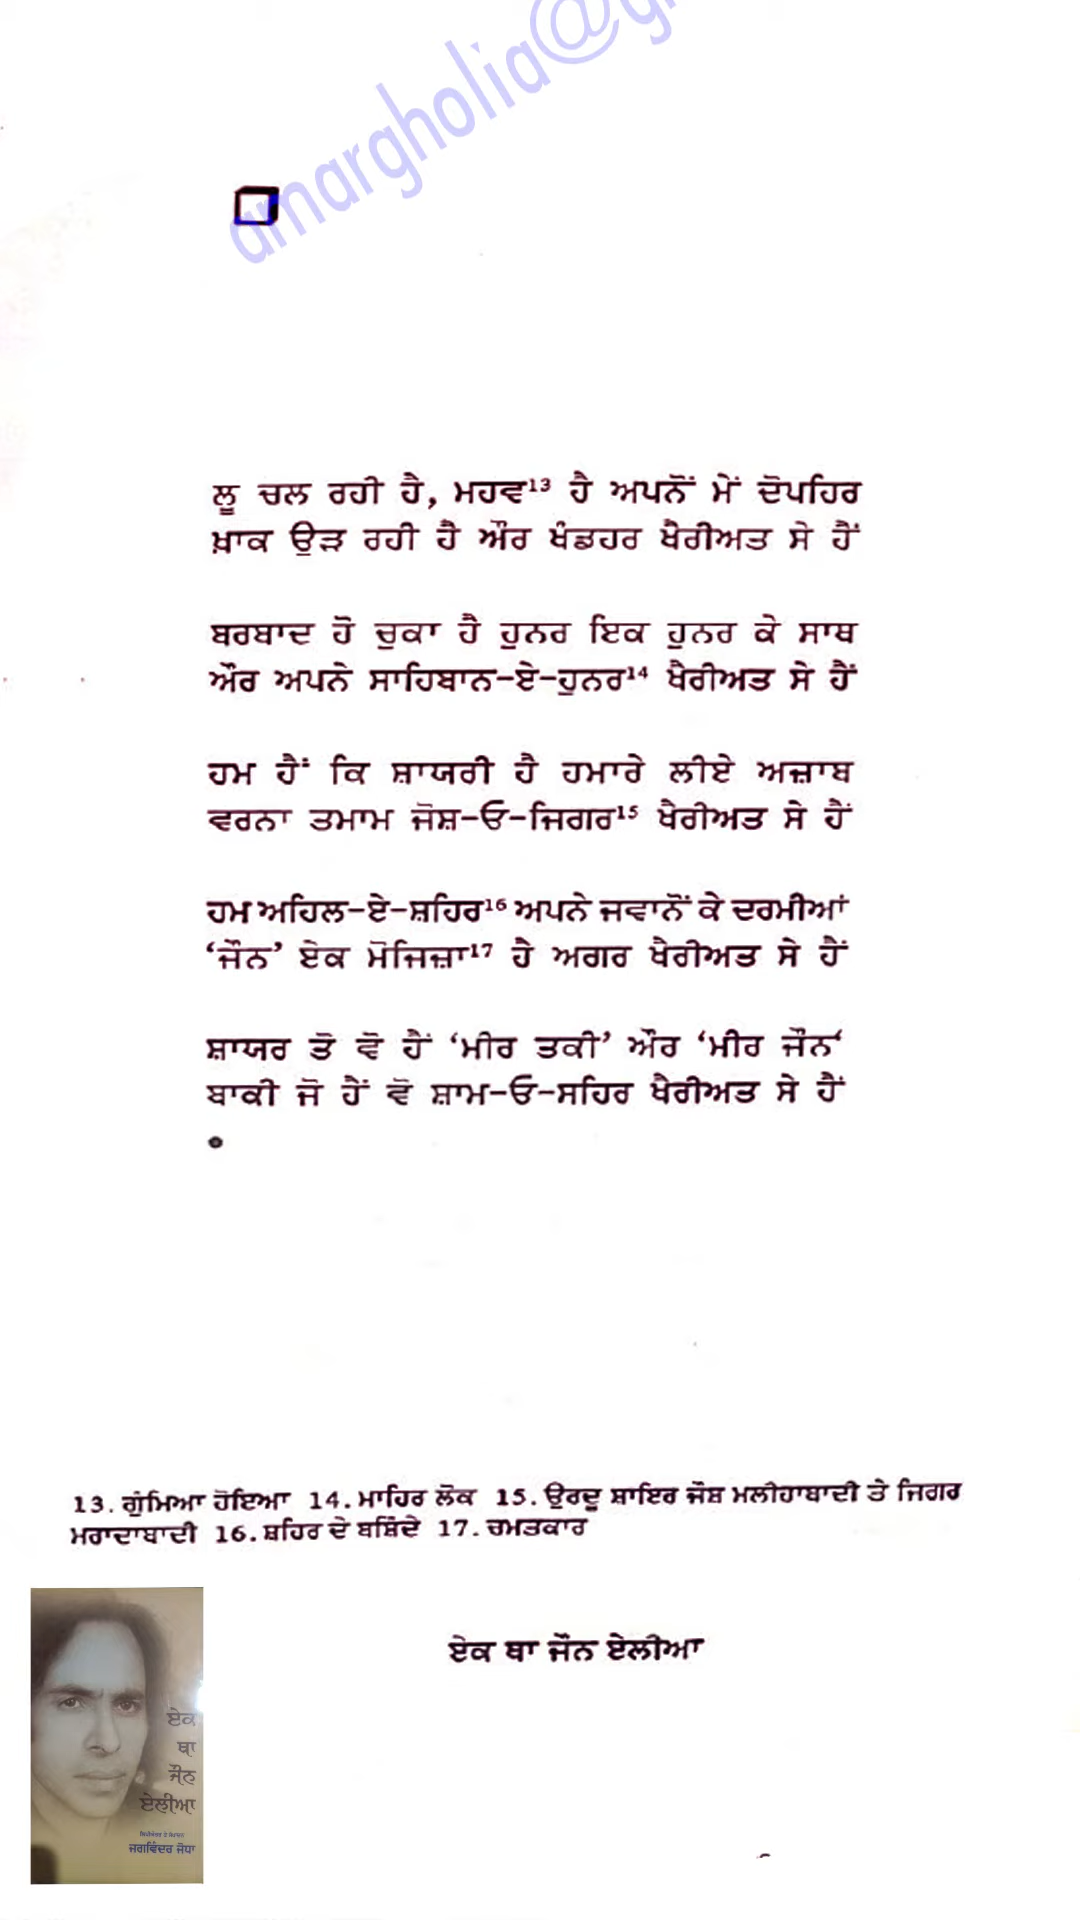 amargholia@g
ਲੂ ਚਲ ਰਹੀ ਹੈ, ਮਹਵ¹³ ਹੈ ਅਪਨੋਂ ਮੇਂ ਦੋਪਹਿਰ
ਖ਼ਾਕ ਉੜ ਰਹੀ ਹੈ ਔਰ ਖੰਡਹਰ ਖੈਰੀਅਤ ਸੇ ਹੈਂ
ਬਰਬਾਦ ਹੋ ਚੁਕਾ ਹੈ ਹੁਨਰ ਇਕ ਹੁਨਰ ਕੇ ਸਾਥ
ਔਰ ਅਪਨੇ ਸਾਹਿਬਾਨ-ਏ-ਹੁਨਰ¹⁴ ਖੈਰੀਅਤ ਸੇ ਹੈਂ
ਹਮ ਹੈਂ ਕਿ ਸ਼ਾਯਰੀ ਹੈ ਹਮਾਰੇ ਲੀਏ ਅਜ਼ਾਬ
ਵਰਨਾ ਤਮਾਮ ਜੋਸ਼-ਓ-ਜਿਗਰ¹⁵ ਖੈਰੀਅਤ ਸੇ ਹੈਂ
ਹਮ ਅਹਿਲ-ਏ-ਸ਼ਹਿਰ¹⁶ ਅਪਨੇ ਜਵਾਨੋਂ ਕੇ ਦਰਮੀਆਂ
‘ਜੌਨ’ ਏਕ ਮੋਜਿਜ਼ਾ¹⁷ ਹੈ ਅਗਰ ਖੈਰੀਅਤ ਸੇ ਹੈਂ
ਸ਼ਾਯਰ ਤੋ ਵੋ ਹੈਂ ‘ਮੀਰ ਤਕੀ’ ਔਰ ‘ਮੀਰ ਜੌਨ‘
ਬਾਕੀ ਜੋ ਹੈਂ ਵੋ ਸ਼ਾਮ-ਓ-ਸਹਿਰ ਖੈਰੀਅਤ ਸੇ ਹੈਂ
13. ਗੁੰਮਿਆ ਹੋਇਆ 14. ਮਾਹਿਰ ਲੋਕ 15. ਉਰਦੂ ਸ਼ਾਇਰ ਜੌਸ਼ ਮਲੀਹਾਬਾਦੀ ਤੇ ਜਿਗਰ
ਮਰਾਦਾਬਾਦੀ 16. ਸ਼ਹਿਰ ਦੇ ਬਸ਼ਿੰਦੇ 17. ਚਮਤਕਾਰ
ਏਕ ਥਾ ਜੌਨ ਏਲੀਆ
ਏਕ
ਥਾ
ਜੌਨ
ਏਲੀਆ
ਜਗਵਿੰਦਰ ਜੋਧਾ